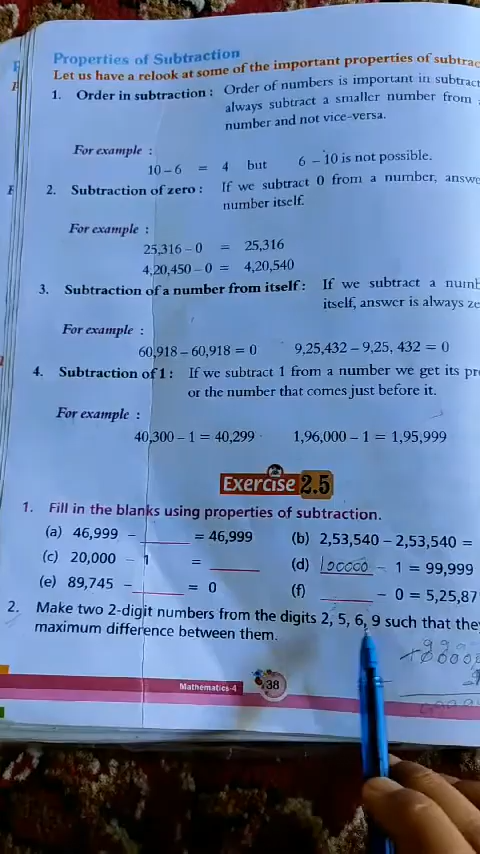 Properties of Subtraction
Let us have a relook at some of the important properties of subtrac
1. Order in subtraction : Order of numbers is important in subtract
always subtract a smaller number from
number and not vice-versa.
For example :
10 – 6 = 4 but 6 – 10 is not possible.
2. Subtraction of zero : If we subtract 0 from a number, answe
number itself.
For example :
25,316 – 0 = 25,316
4,20,450 – 0 = 4,20,540
3. Subtraction of a number from itself : If we subtract a numb
itself, answer is always ze
For example :
60,918 – 60,918 = 0 9,25,432 – 9,25, 432 = 0
4. Subtraction of 1 : If we subtract 1 from a number we get its pre
or the number that comes just before it.
For example :
40,300 – 1 = 40,299 1,96,000 – 1 = 1,95,999
Exercise 2.5
1. Fill in the blanks using properties of subtraction.
(a) 46,999 – ______ = 46,999 (b) 2,53,540 – 2,53,540 =
(c) 20,000 – 1 = ______ (d) 100000 – 1 = 99,999
(e) 89,745 – ______ = 0 (f) ______ – 0 = 5,25,87
2. Make two 2-digit numbers from the digits 2, 5, 6, 9 such that the
maximum difference between them.
Mathematics-4 38